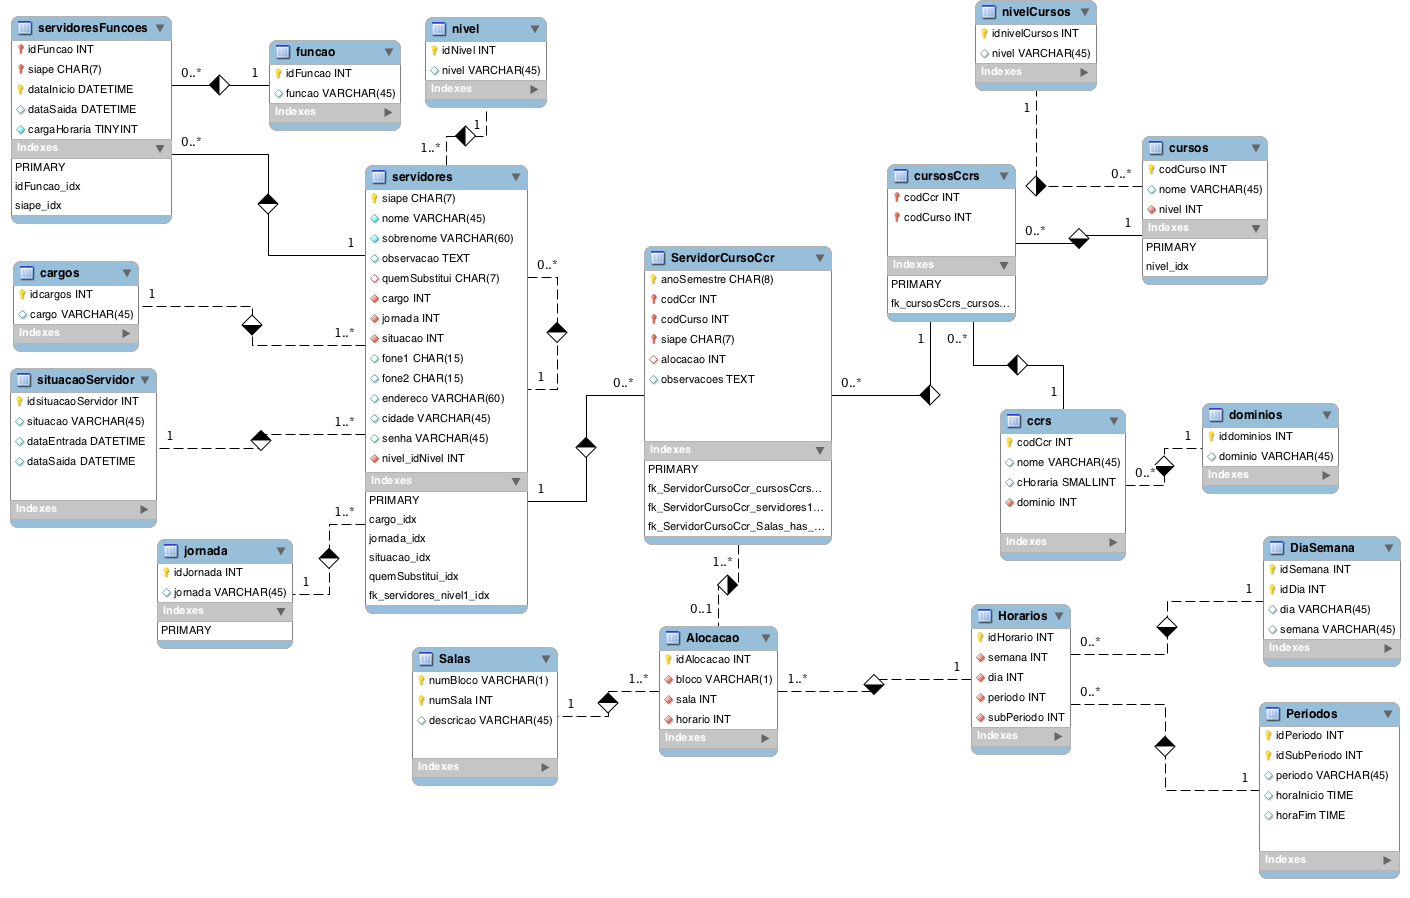 servidoresFuncoes
idFuncao INT
siape CHAR(7)
dataInicio DATETIME
dataSaida DATETIME
cargaHoraria TINYINT
Indexes
PRIMARY
idFuncao_idx
siape_idx
0..*
1
0..*
1
funcao
idFuncao INT
funcao VARCHAR(45)
Indexes
nivel
idNivel INT
nivel VARCHAR(45)
Indexes
1
1..*
servidores
siape CHAR(7)
nome VARCHAR(45)
sobrenome VARCHAR(60)
observacao TEXT
quemSubstitui CHAR(7)
cargo INT
jornada INT
situacao INT
fone1 CHAR(15)
fone2 CHAR(15)
endereco VARCHAR(60)
cidade VARCHAR(45)
senha VARCHAR(45)
nivel_idNivel INT
Indexes
PRIMARY
cargo_idx
jornada_idx
situacao_idx
quemSubstitui_idx
fk_servidores_nivel1_idx
0..*
1
cargos
idcargos INT
cargo VARCHAR(45)
Indexes
1
1..*
situacaoServidor
idsituacaoServidor INT
situacao VARCHAR(45)
dataEntrada DATETIME
dataSaida DATETIME
Indexes
1
1..*
jornada
idJornada INT
jornada VARCHAR(45)
Indexes
PRIMARY
1
1..*
ServidorCursoCcr
anoSemestre CHAR(8)
codCcr INT
codCurso INT
siape CHAR(7)
alocacao INT
observacoes TEXT
Indexes
PRIMARY
fk_ServidorCursoCcr_cursosCcrs...
fk_ServidorCursoCcr_servidores1...
fk_ServidorCursoCcr_Salas_has_...
0..*
1
0..*
1
nivelCursos
idnivelCursos INT
nivel VARCHAR(45)
Indexes
1
0..*
cursos
codCurso INT
nome VARCHAR(45)
nivel INT
Indexes
PRIMARY
nivel_idx
cursosCcrs
codCcr INT
codCurso INT
Indexes
PRIMARY
fk_cursosCcrs_cursos...
0..*
1
0..*
1
ccrs
codCcr INT
nome VARCHAR(45)
cHoraria SMALLINT
dominio INT
Indexes
0..*
1
dominios
iddominios INT
dominio VARCHAR(45)
Indexes
1..*
0..1
Salas
numBloco VARCHAR(1)
numSala INT
descricao VARCHAR(45)
Indexes
1
1..*
Alocacao
idAlocacao INT
bloco VARCHAR(1)
sala INT
horario INT
Indexes
1..*
1
Horarios
idHorario INT
semana INT
dia INT
periodo INT
subPeriodo INT
Indexes
0..*
1
0..*
1
DiaSemana
idSemana INT
idDia INT
dia VARCHAR(45)
semana VARCHAR(45)
Indexes
Periodos
idPeriodo INT
idSubPeriodo INT
periodo VARCHAR(45)
horaInicio TIME
horaFim TIME
Indexes